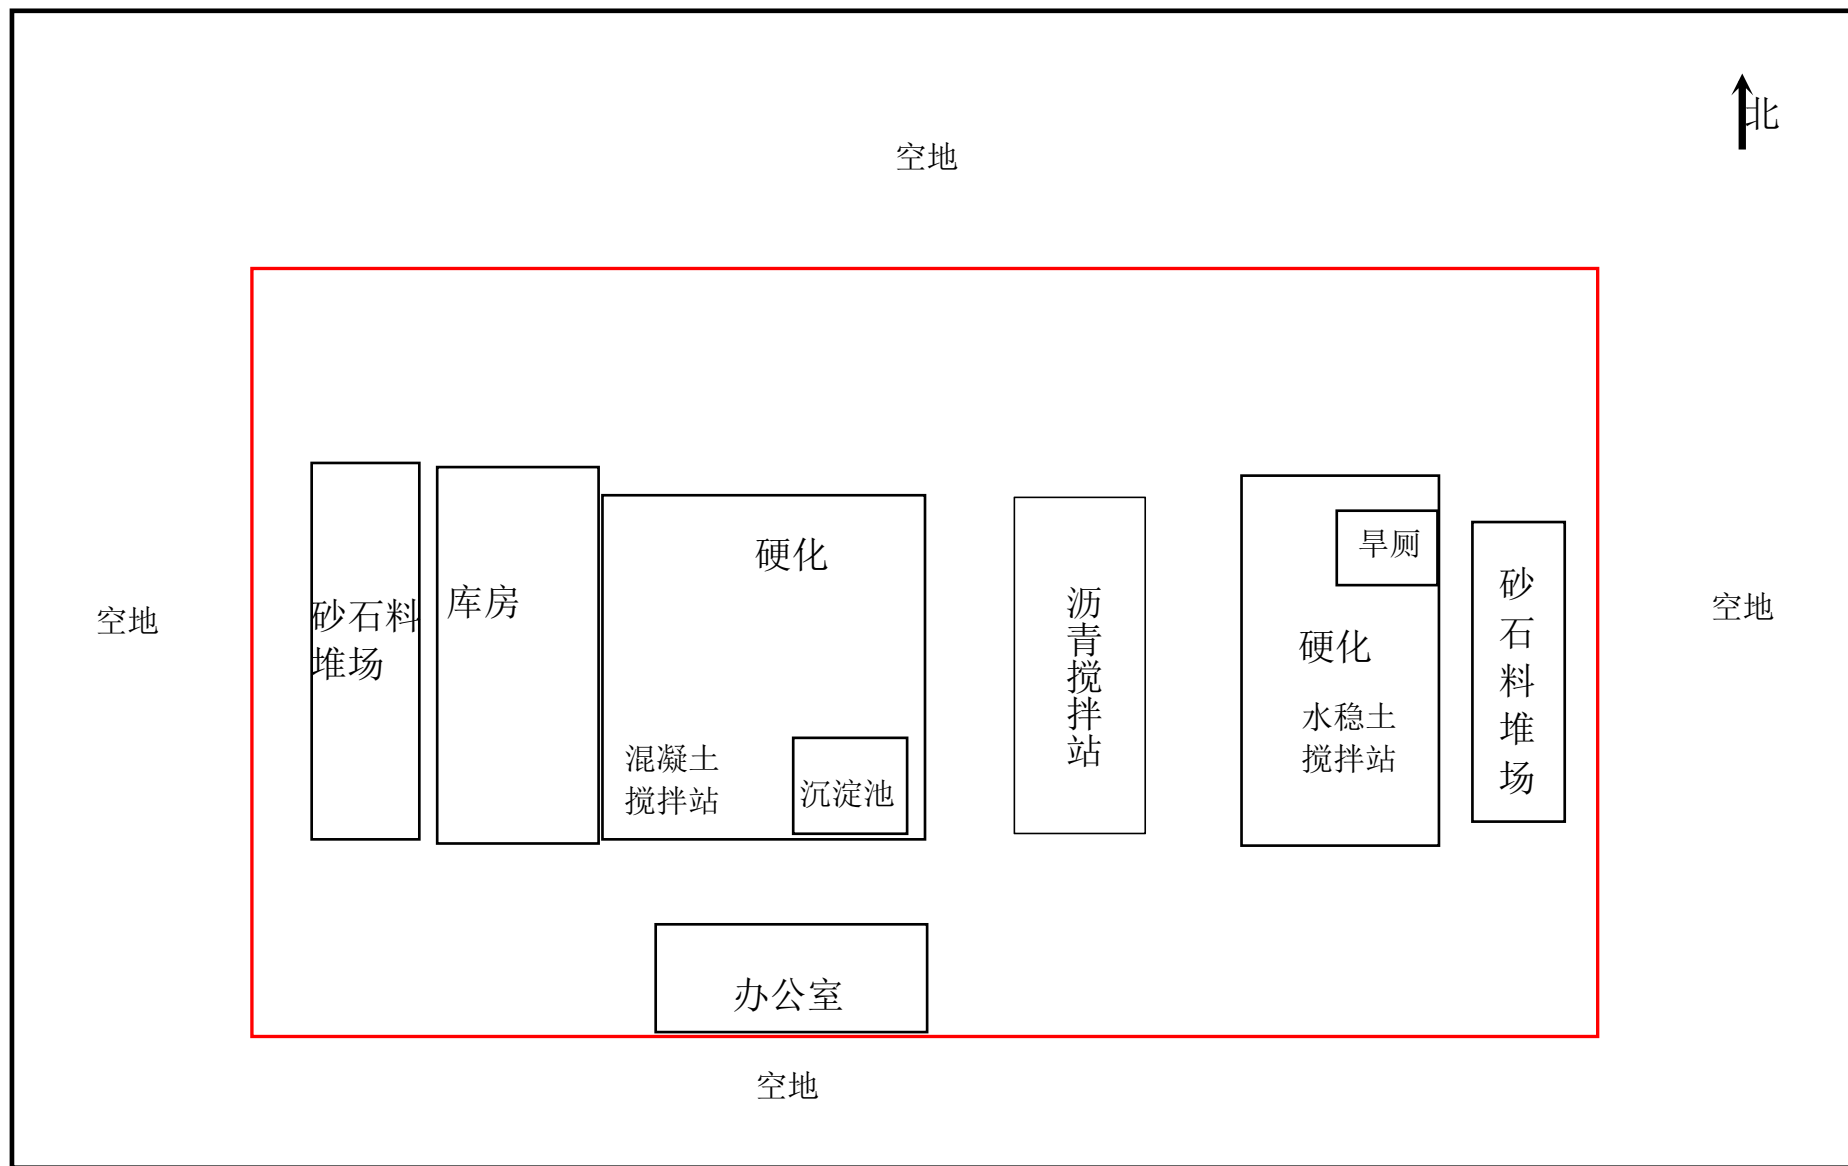 北
空地
空地
砂石料
堆场
库房
硬化
混凝土
搅拌站
沉淀池
沥青搅拌站
旱厕
硬化
水稳土
搅拌站
砂石料堆场
空地
办公室
空地